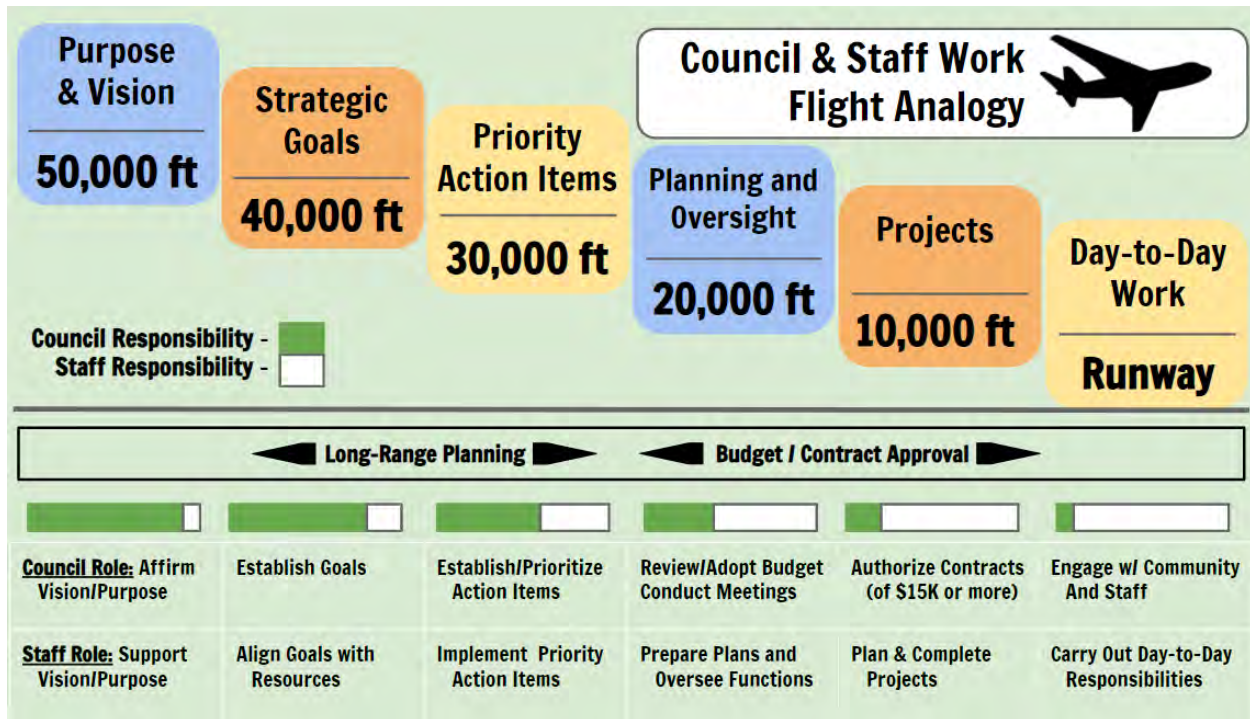 Purpose
& Vision
50,000 ft
Strategic
Goals
40,000 ft
Priority
Action Items
30,000 ft
Council & Staff Work
Flight Analogy
Planning and
Oversight
20,000 ft
Projects
10,000 ft
Day-to-Day
Work
Runway
Council Responsibility -
Staff Responsibility -
Long-Range Planning
Budget / Contract Approval
Council Role: Affirm
Vision/Purpose
Establish Goals
Establish/Prioritize
Action Items
Review/Adopt Budget
Conduct Meetings
Authorize Contracts
(of $15K or more)
Engage w/ Community
And Staff
Staff Role: Support
Vision/Purpose
Align Goals with
Resources
Implement Priority
Action Items
Prepare Plans and
Oversee Functions
Plan & Complete
Projects
Carry Out Day-to-Day
Responsibilities